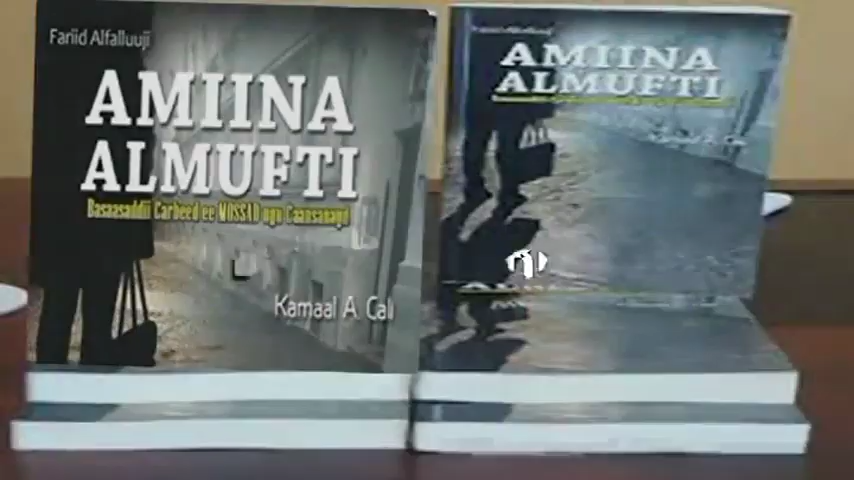 Fariid Alfalluuji
AMIINA
ALMUFTI
Basaasaddii Carbeed ee MOSSAD ugu Caansanayd
Kamaal A. Cali
AMIINA
ALMUFTI